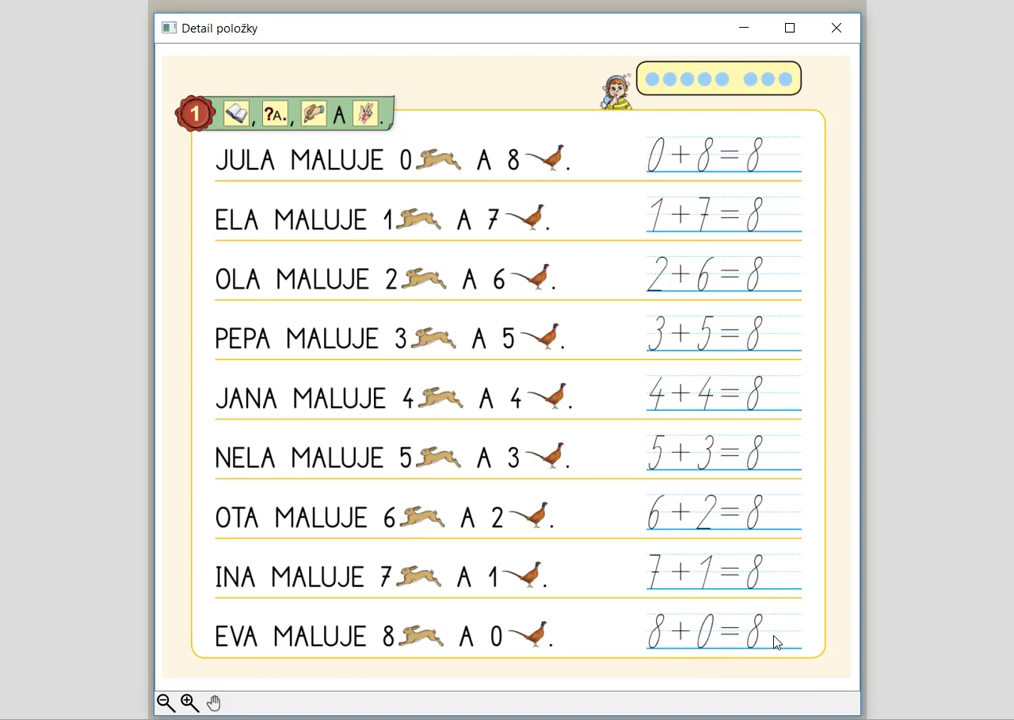 Detail položky
1 , ?A. , A .
JULA MALUJE 0 A 8 . 0+8=8
ELA MALUJE 1 A 7 . 1+7=8
OLA MALUJE 2 A 6 . 2+6=8
PEPA MALUJE 3 A 5 . 3+5=8
JANA MALUJE 4 A 4 . 4+4=8
NELA MALUJE 5 A 3 . 5+3=8
OTA MALUJE 6 A 2 . 6+2=8
INA MALUJE 7 A 1 . 7+1=8
EVA MALUJE 8 A 0 . 8+0=8